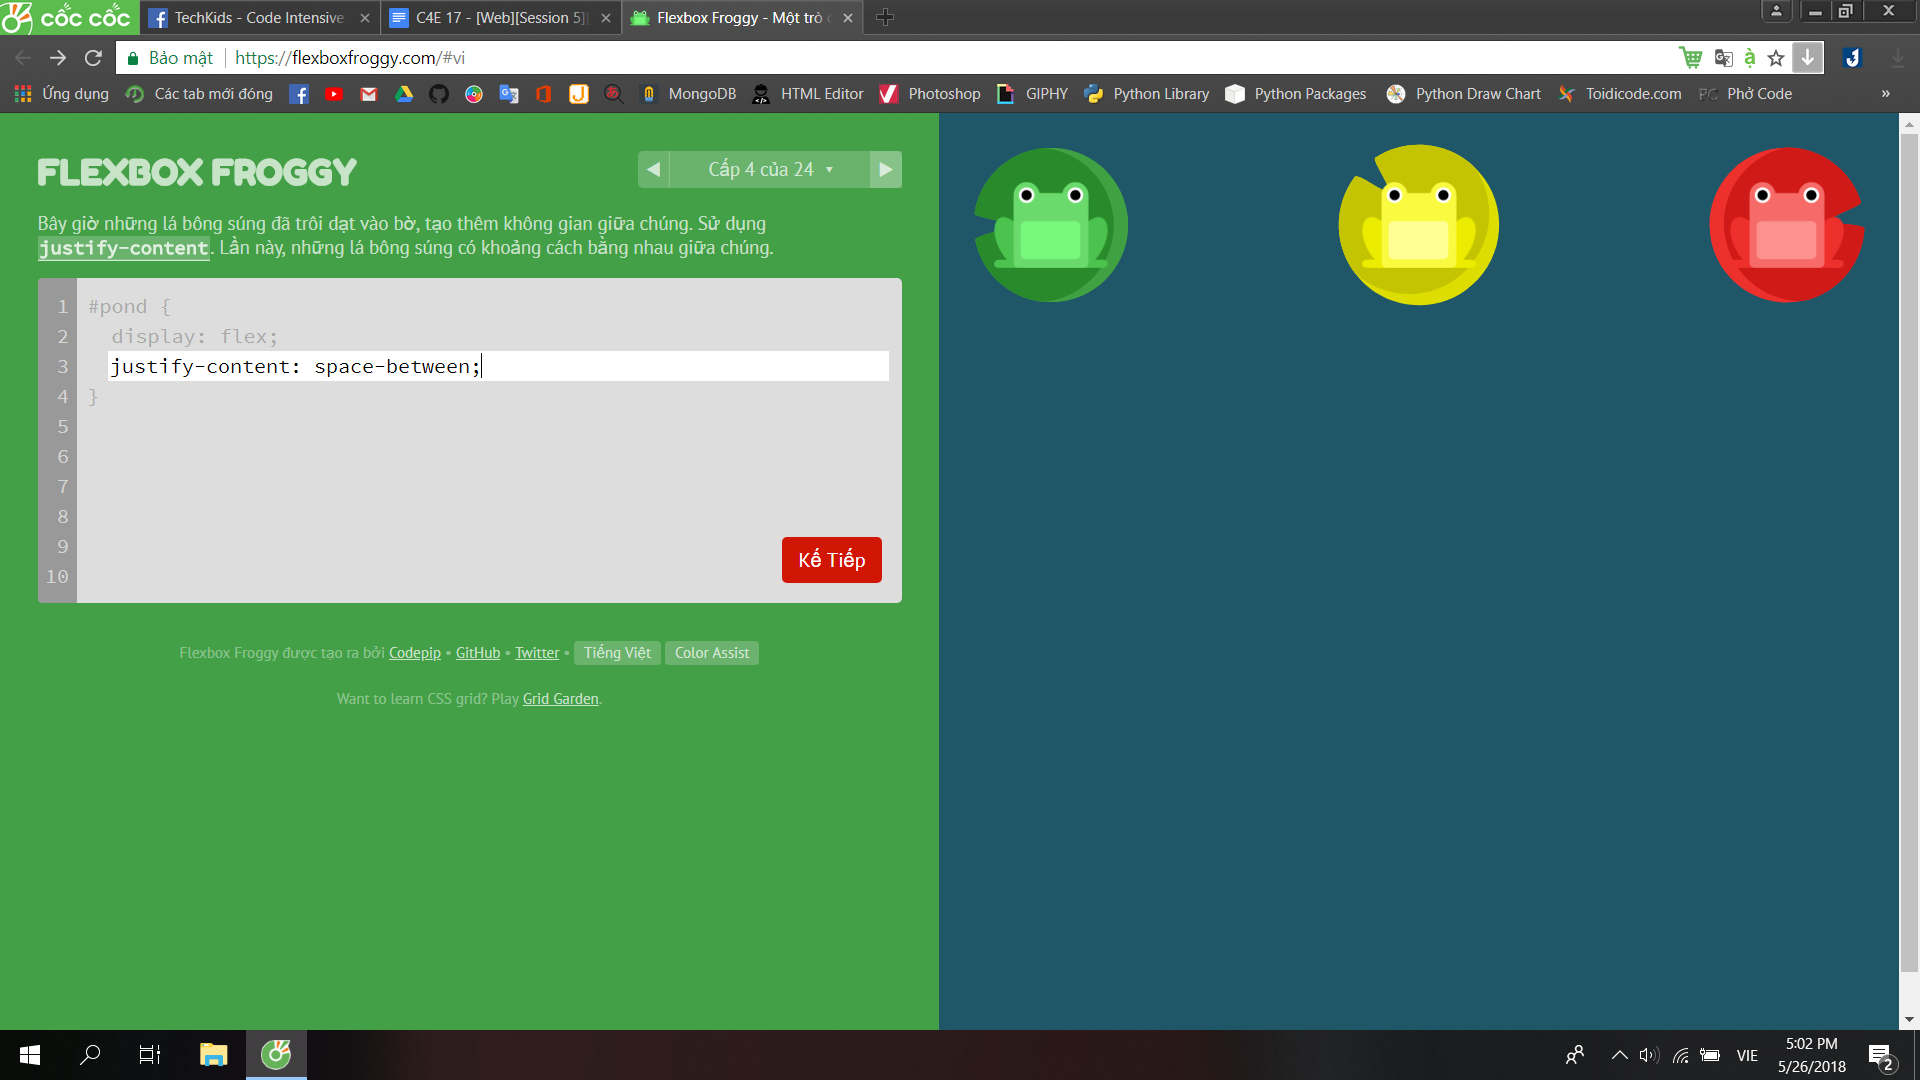 cốc cốc
TechKids - Code Intensive
C4E 17 - [Web][Session 5]
Flexbox Froggy - Một trò
Bảo mật
https://flexboxfroggy.com/#vi
Ứng dụng
Các tab mới đóng
MongoDB
HTML Editor
Photoshop
GIPHY
Python Library
Python Packages
Python Draw Chart
Toidicode.com
PC
Phở Code
»
FLEXBOX FROGGY
Cấp 4 của 24
Bây giờ những lá bông súng đã trôi dạt vào bờ, tạo thêm không gian giữa chúng. Sử dụng
justify-content. Lần này, những lá bông súng có khoảng cách bằng nhau giữa chúng.
1 #pond {
2 display: flex;
3 justify-content: space-between;
4 }
5
6
7
8
9
10
Kế Tiếp
Flexbox Froggy được tạo ra bởi Codepip • GitHub • Twitter • Tiếng Việt Color Assist
Want to learn CSS grid? Play Grid Garden.
VIE
5:02 PM
5/26/2018
2